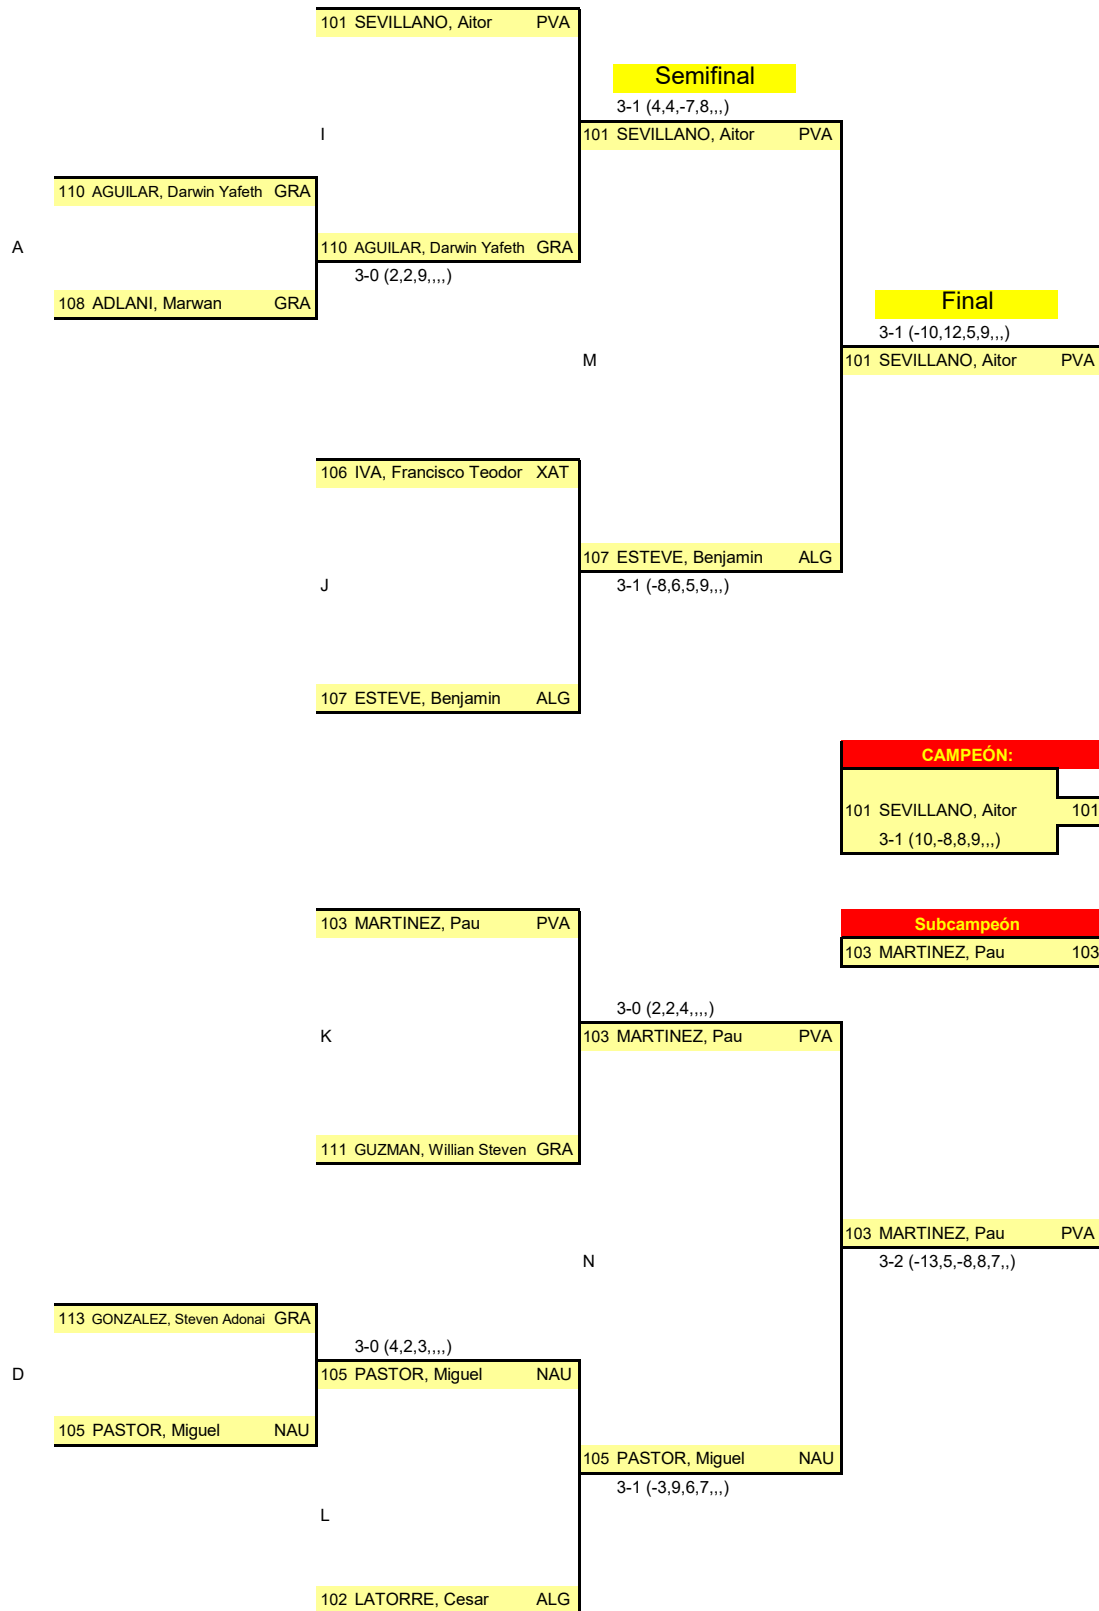 101 SEVILLANO, Aitor PVA
Semifinal
3-1 (4,4,-7,8,,,)
I
101 SEVILLANO, Aitor PVA
110 AGUILAR, Darwin Yafeth GRA
A
110 AGUILAR, Darwin Yafeth GRA
3-0 (2,2,9,,,,)
108 ADLANI, Marwan GRA
Final
3-1 (-10,12,5,9,,,)
M
101 SEVILLANO, Aitor PVA
106 IVA, Francisco Teodor XAT
107 ESTEVE, Benjamin ALG
J
3-1 (-8,6,5,9,,,)
107 ESTEVE, Benjamin ALG
CAMPEÓN:
101 SEVILLANO, Aitor 101
3-1 (10,-8,8,9,,,)
103 MARTINEZ, Pau PVA
Subcampeón
103 MARTINEZ, Pau 103
3-0 (2,2,4,,,,)
K
103 MARTINEZ, Pau PVA
111 GUZMAN, Willian Steven GRA
103 MARTINEZ, Pau PVA
N
3-2 (-13,5,-8,8,7,,)
113 GONZALEZ, Steven Adonai GRA
3-0 (4,2,3,,,,)
D
105 PASTOR, Miguel NAU
105 PASTOR, Miguel NAU
105 PASTOR, Miguel NAU
3-1 (-3,9,6,7,,,)
L
102 LATORRE, Cesar ALG